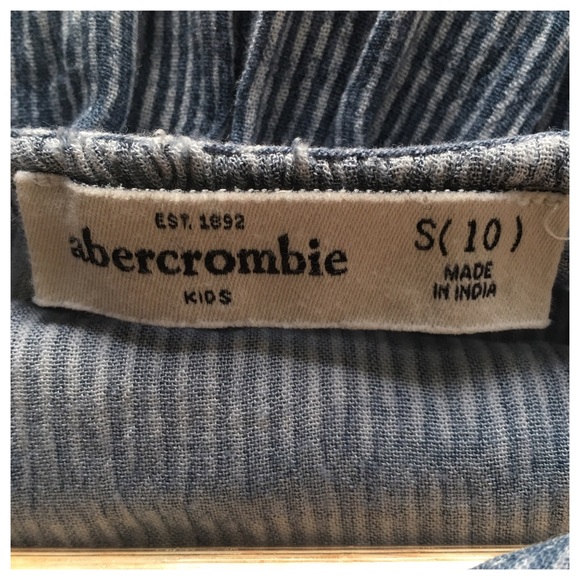 EST. 1892
abercrombie
KIDS
S( 10 )
MADE
IN INDIA